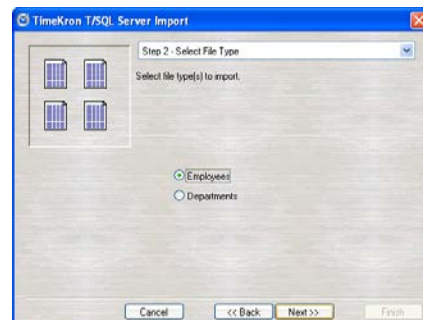 TimeKron T/SQL Server Import
Step 2 - Select File Type
Select file type(s) to import.
Employees
Departments
Cancel
<< Back
Next >>
Finish